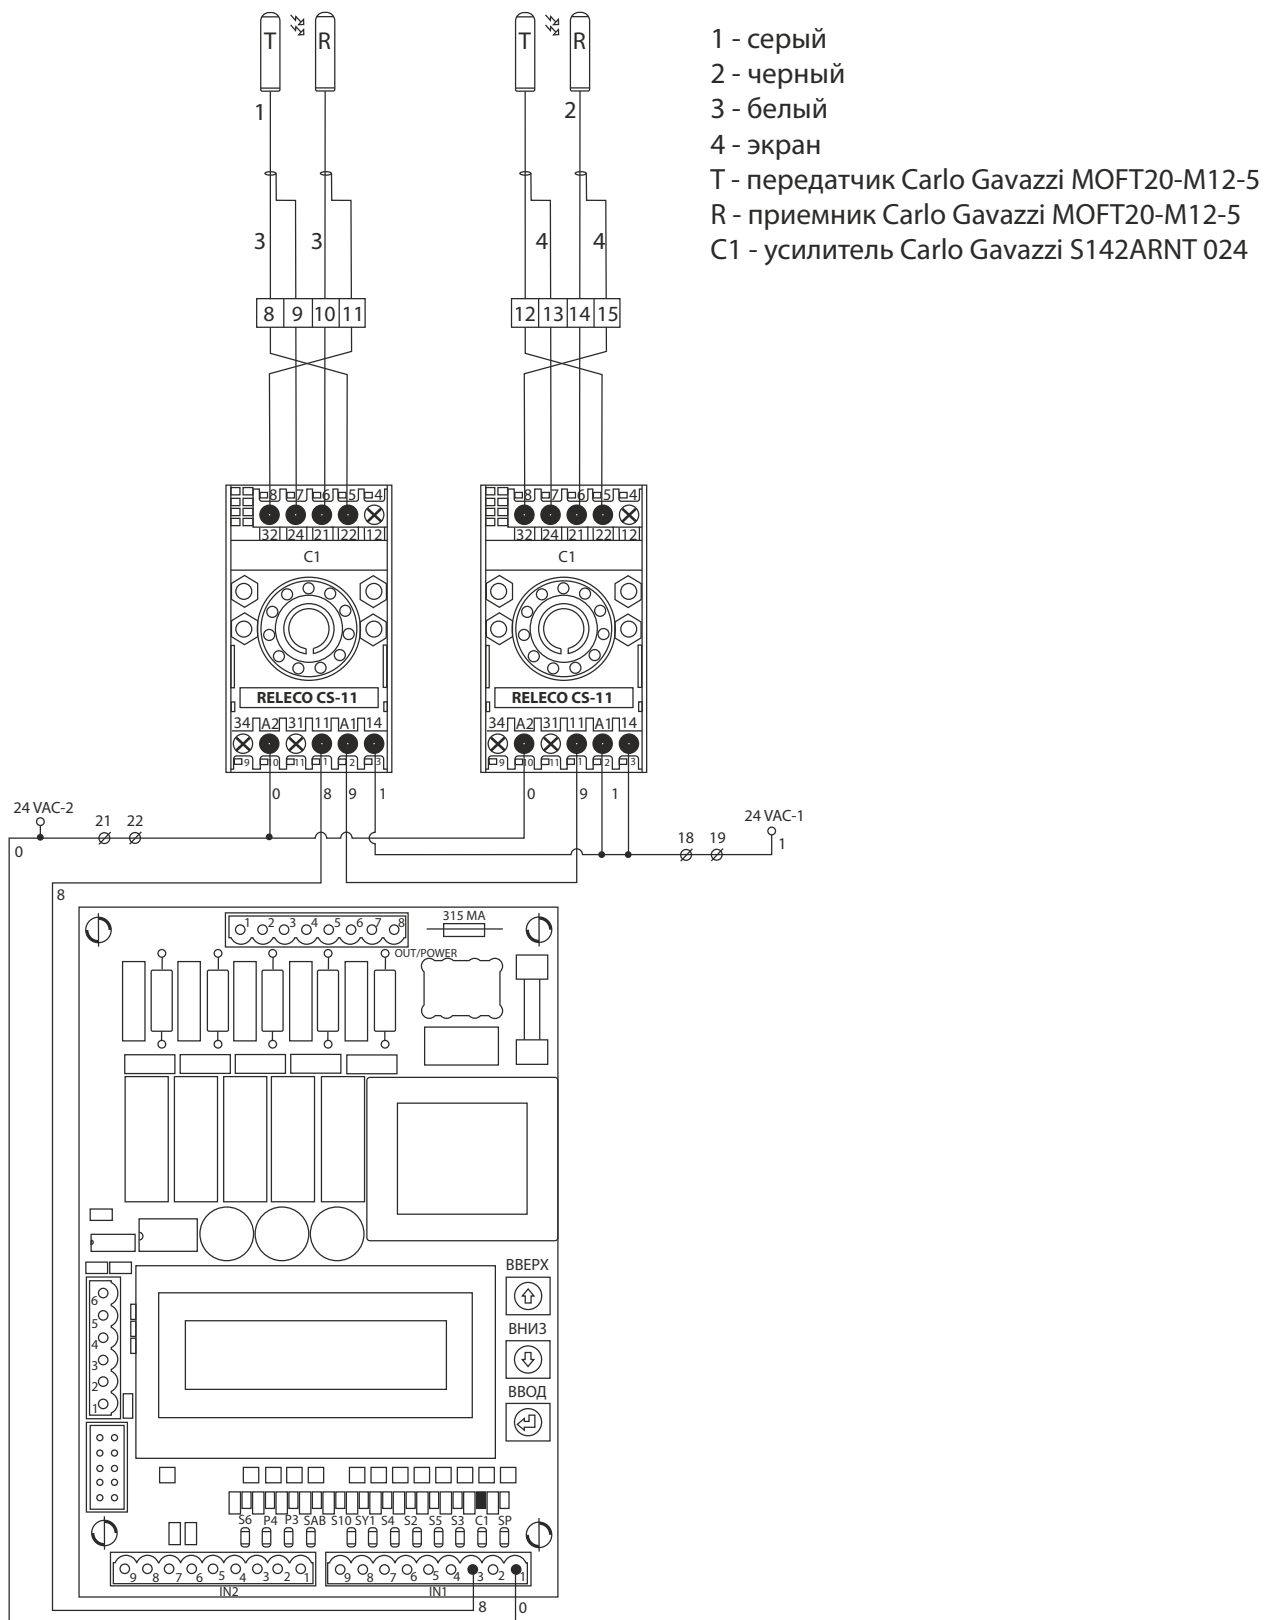 T R T R
1 - серый
2 - черный
3 - белый
4 - экран
T - передатчик Carlo Gavazzi MOFT20-M12-5
R - приемник Carlo Gavazzi MOFT20-M12-5
C1 - усилитель Carlo Gavazzi S142ARNT 024
1 2
3 3 4 4
8 9 10 11 12 13 14 15
8 7 6 5 4 8 7 6 5 4
32 24 21 22 12 32 24 21 22 12
C1 C1
RELECO CS-11 RELECO CS-11
34 A2 31 11 A1 14 34 A2 31 11 A1 14
9 10 11 1 2 3 9 10 11 1 2 3
0 8 9 1 0 9 1
24 VAC-2 21 22 18 19 24 VAC-1
0 1
8
1 2 3 4 5 6 7 8
315 MA
OUT/POWER
ВВЕРХ
6
5
4
3
2
1
ВНИЗ
ВВОД
S6 P4 P3 SAB S10 SY1 S4 S2 S5 S3 C1 SP
9 8 7 6 5 4 3 2 1 9 8 7 6 5 4 3 2 1
IN2 IN1
8 0